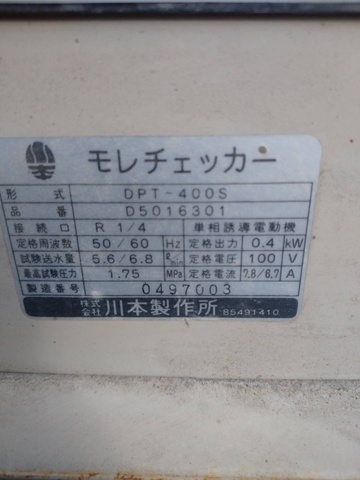 モレチェッカー
形式 DPT-400S
品番 D5016301
接続口 R 1/4 単相誘導電動機
定格周波数 50/60 Hz 定格出力 0.4 kW
試験送水量 5.6/6.8 ℓ/min 定格電圧 100 V
最高試験圧力 1.75 MPa 定格電流 7.8/6.7 A
製造番号 0497003
株式会社 川本製作所 85491410